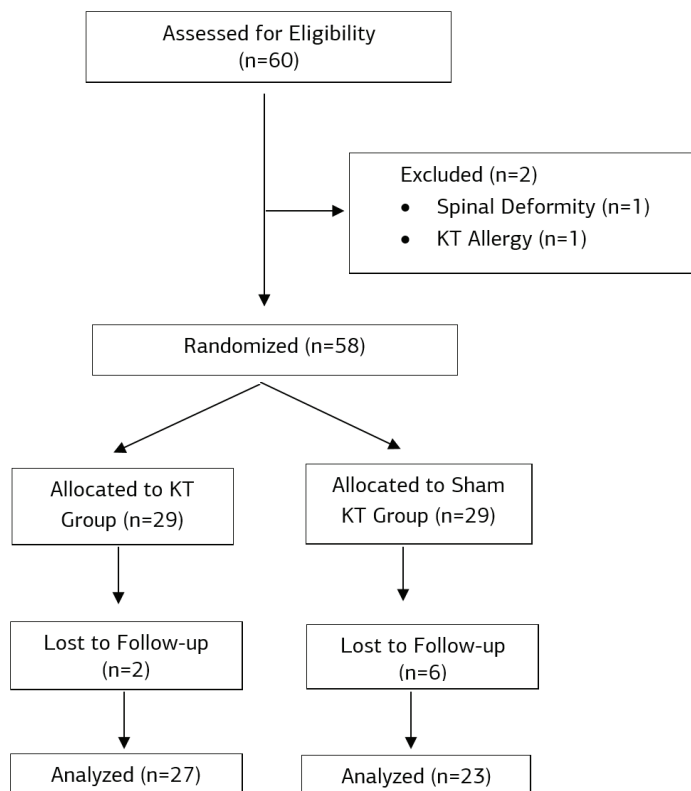 Assessed for Eligibility
(n=60)
Excluded (n=2)
• Spinal Deformity (n=1)
• KT Allergy (n=1)
Randomized (n=58)
Allocated to KT
Group (n=29)
Allocated to Sham
KT Group (n=29)
Lost to Follow-up
(n=2)
Lost to Follow-up
(n=6)
Analyzed (n=27)
Analyzed (n=23)